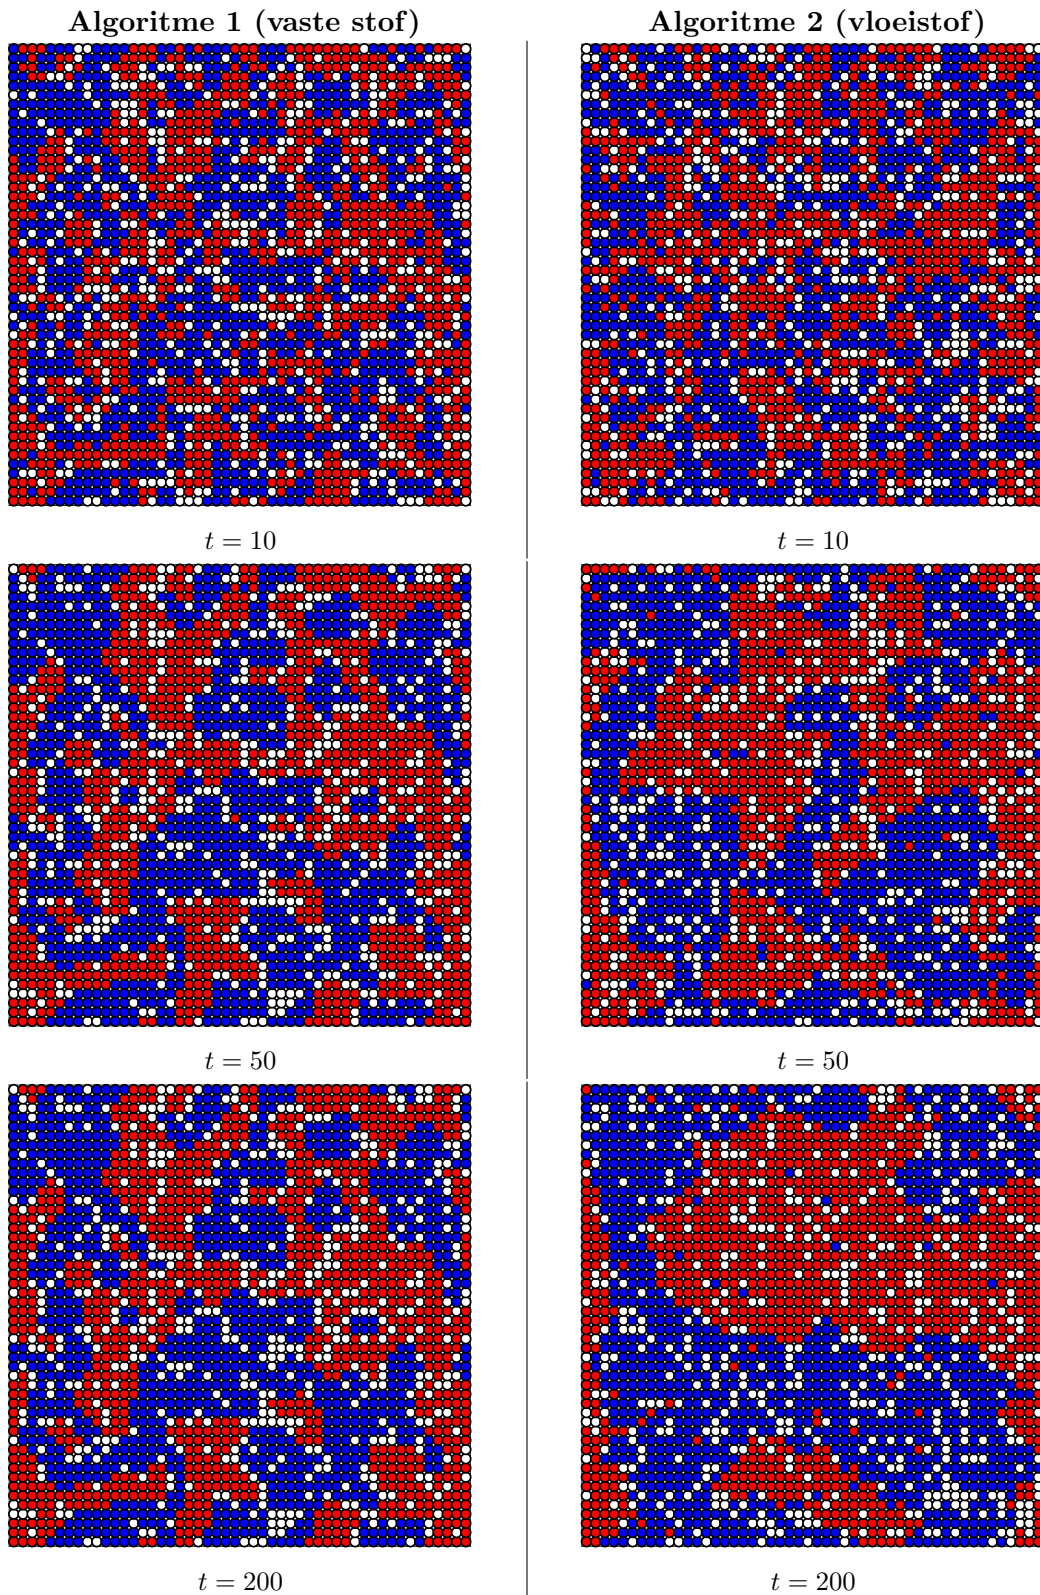 Algoritme 1 (vaste stof) Algoritme 2 (vloeistof)
t = 10 t = 10
t = 50 t = 50
t = 200 t = 200